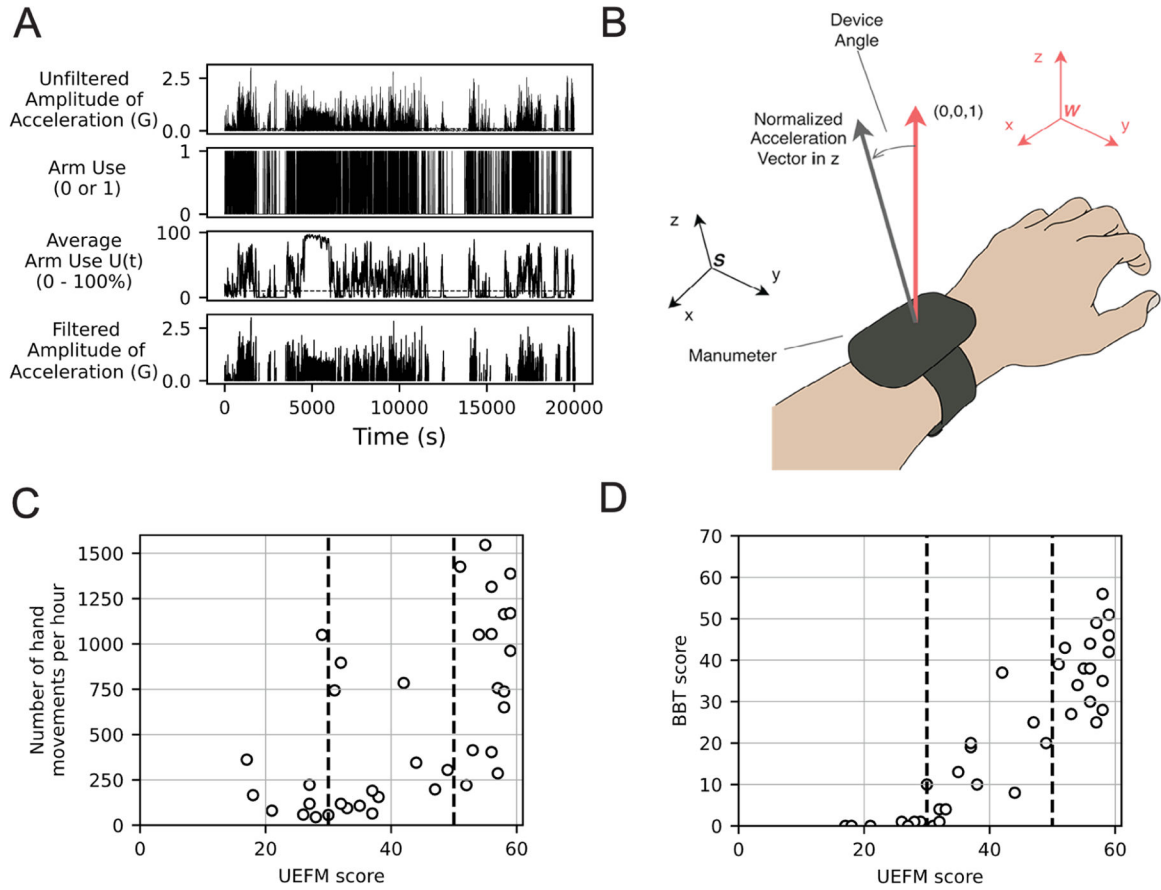 A
Unfiltered
Amplitude of
Acceleration (G)
2.5
0.0
Arm Use
(0 or 1)
1
0
Average
Arm Use U(t)
(0 - 100%)
100
0
Filtered
Amplitude of
Acceleration (G)
2.5
0.0
0 5000 10000 15000 20000
Time (s)
B
Device
Angle
Normalized
Acceleration
Vector in z
(0,0,1)
z
W
x
y
z
S
y
x
Manumeter
C
Number of hand
movements per hour
1500
1250
1000
750
500
250
0
0 20 40 60
UEFM score
D
BBT score
70
60
50
40
30
20
10
0
0 20 40 60
UEFM score